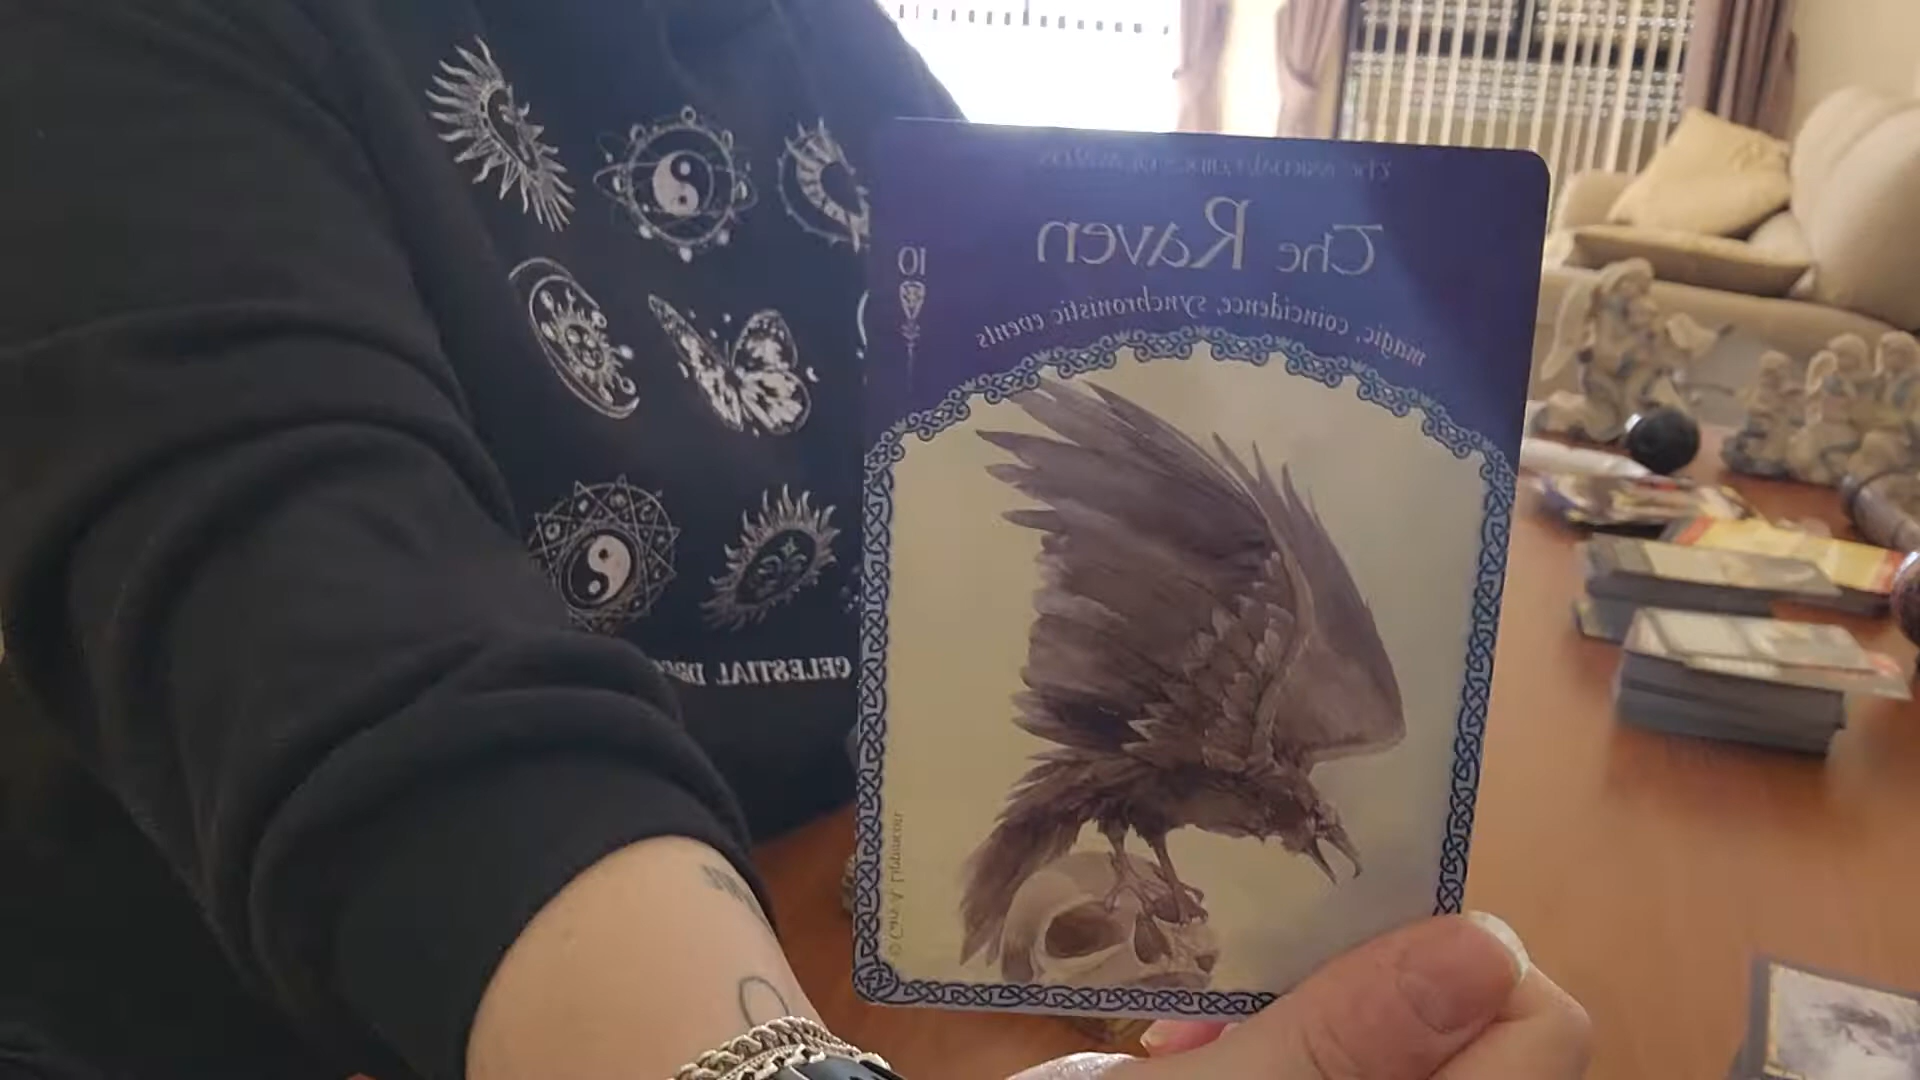 The Raven
10
magic, coincidence, synchronistic events
CELESTIAL